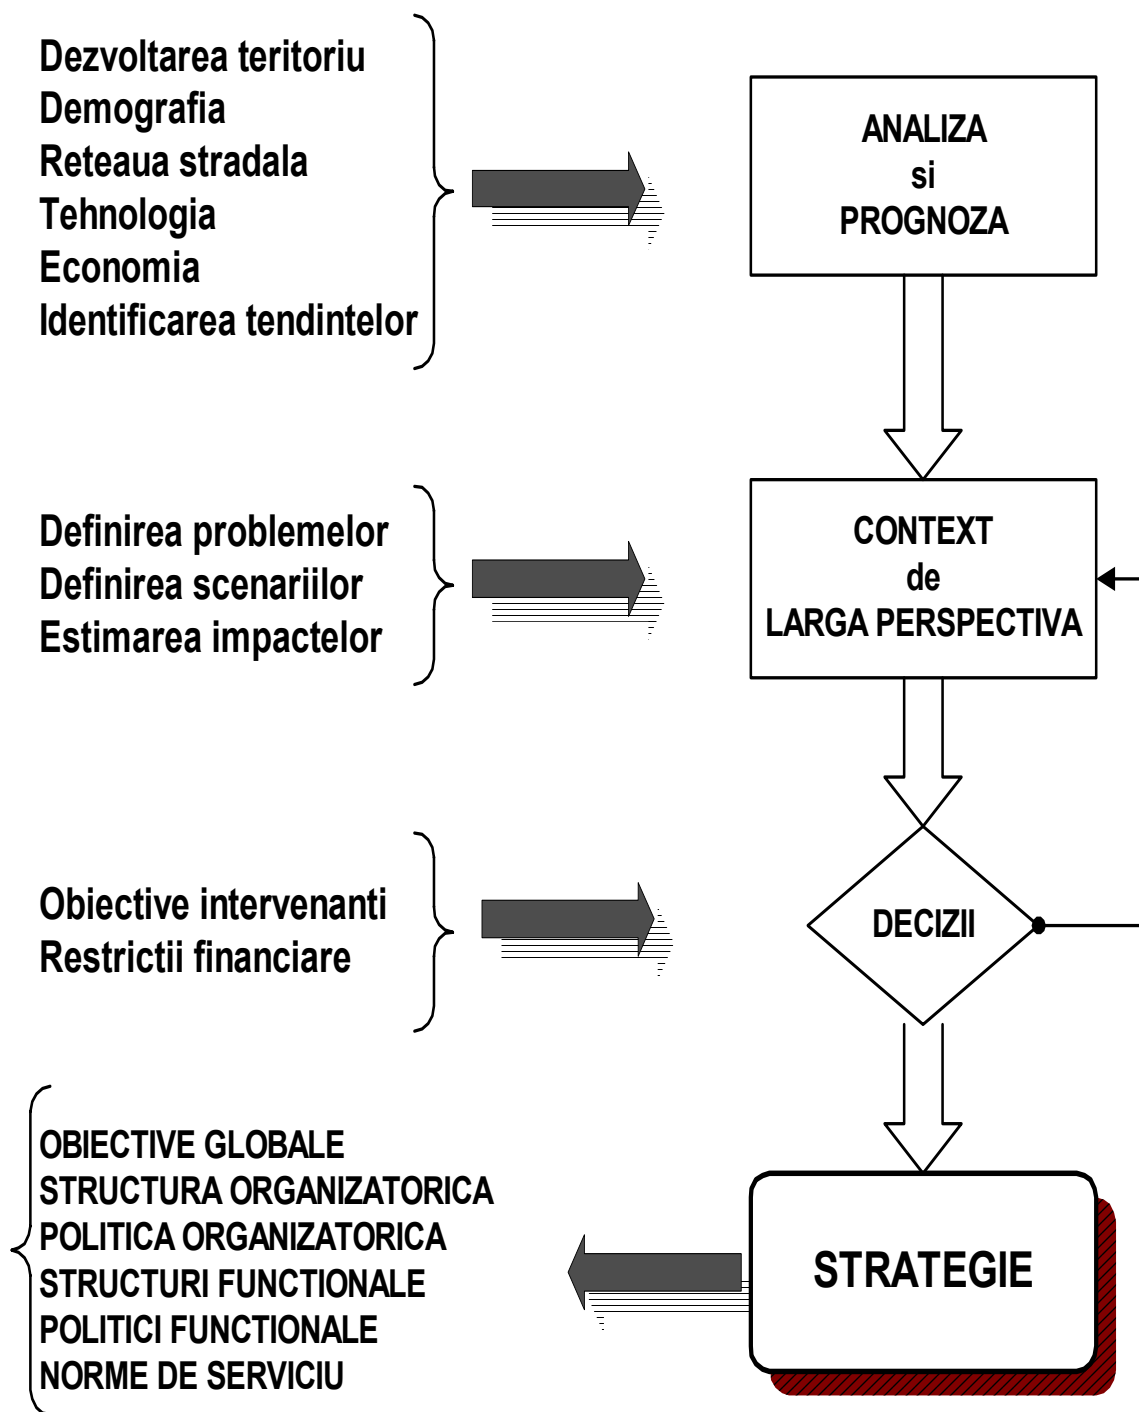 Dezvoltarea teritoriu
Demografia
Reteaua stradala
Tehnologia
Economia
Identificarea tendintelor
ANALIZA
si
PROGNOZA
Definirea problemelor
Definirea scenariilor
Estimarea impactelor
CONTEXT
de
LARGA PERSPECTIVA
Obiective intervenanti
Restrictii financiare
DECIZII
OBIECTIVE GLOBALE
STRUCTURA ORGANIZATORICA
POLITICA ORGANIZATORICA
STRUCTURI FUNCTIONALE
POLITICI FUNCTIONALE
NORME DE SERVICIU
STRATEGIE